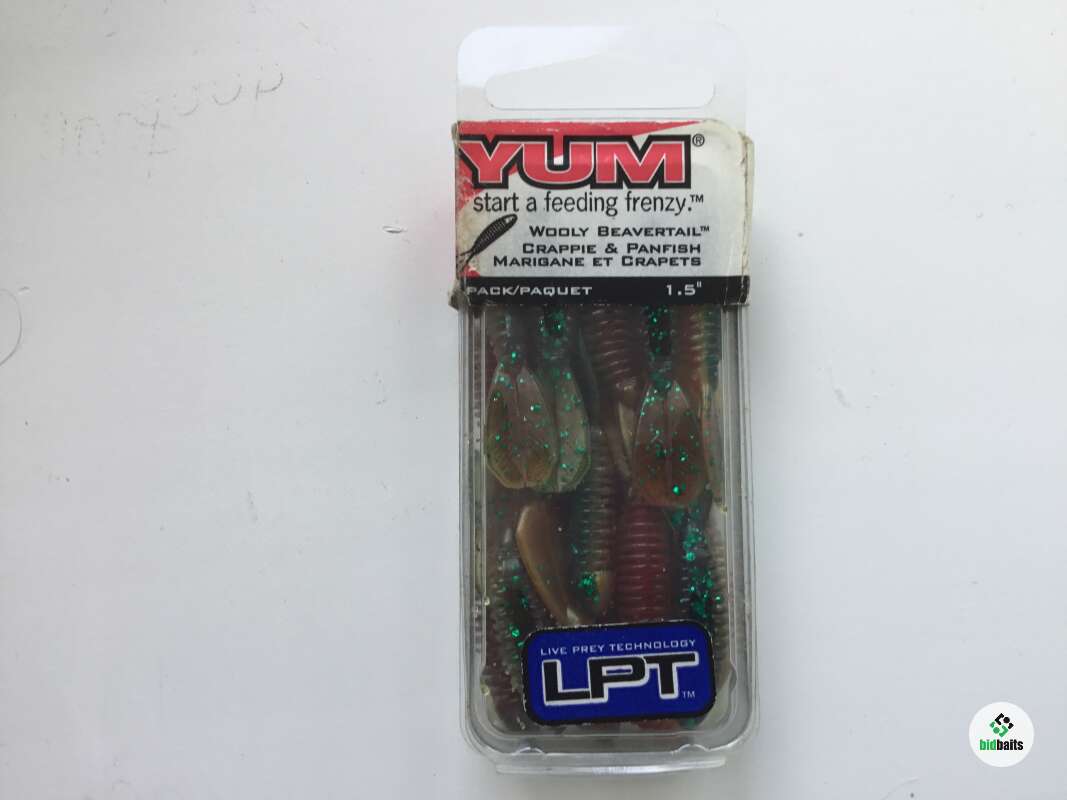 YUM®
start a feeding frenzy.™
WOOLY BEAVERTAIL™
CRAPPIE & PANFISH
MARIGANE ET CRAPETS
PACK/PAQUET 1.5"
LIVE PREY TECHNOLOGY
LPT™
bidbaits